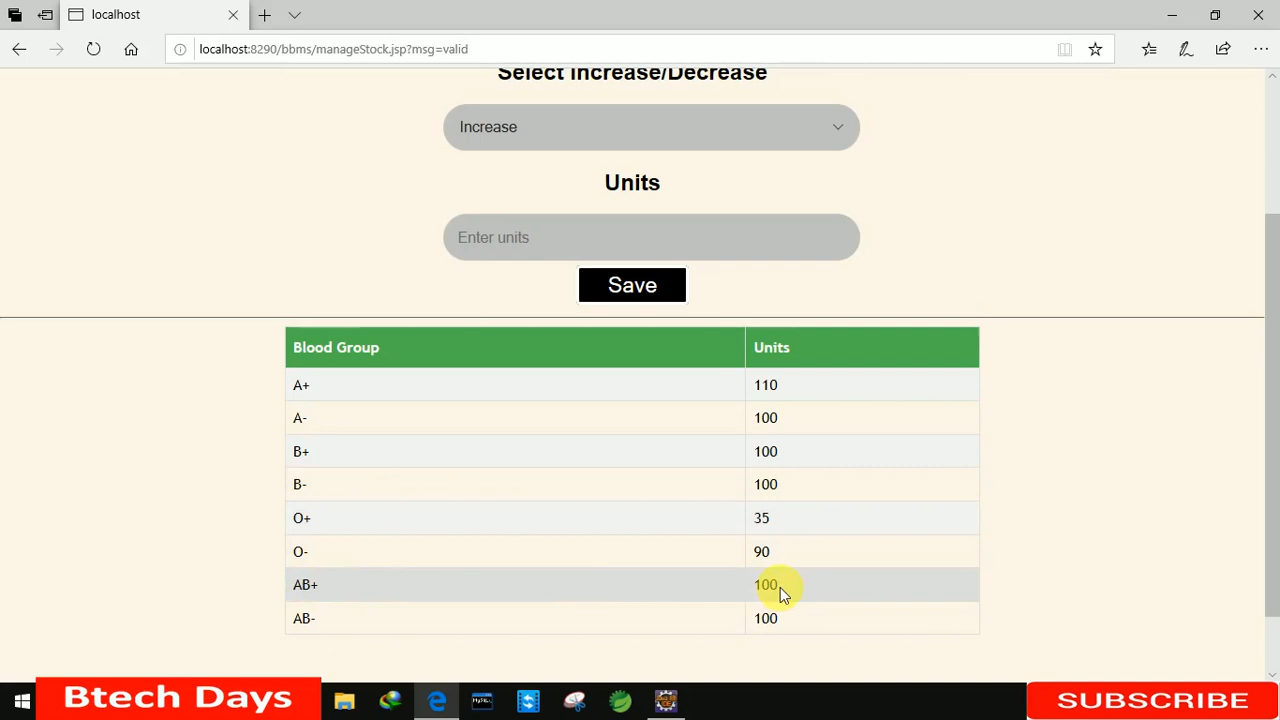 localhost
localhost:8290/bbms/manageStock.jsp?msg=valid
Select Increase/Decrease
Increase
Units
Enter units
Save
Blood Group Units
A+ 110
A- 100
B+ 100
B- 100
O+ 35
O- 90
AB+ 100
AB- 100
Btech Days
SUBSCRIBE